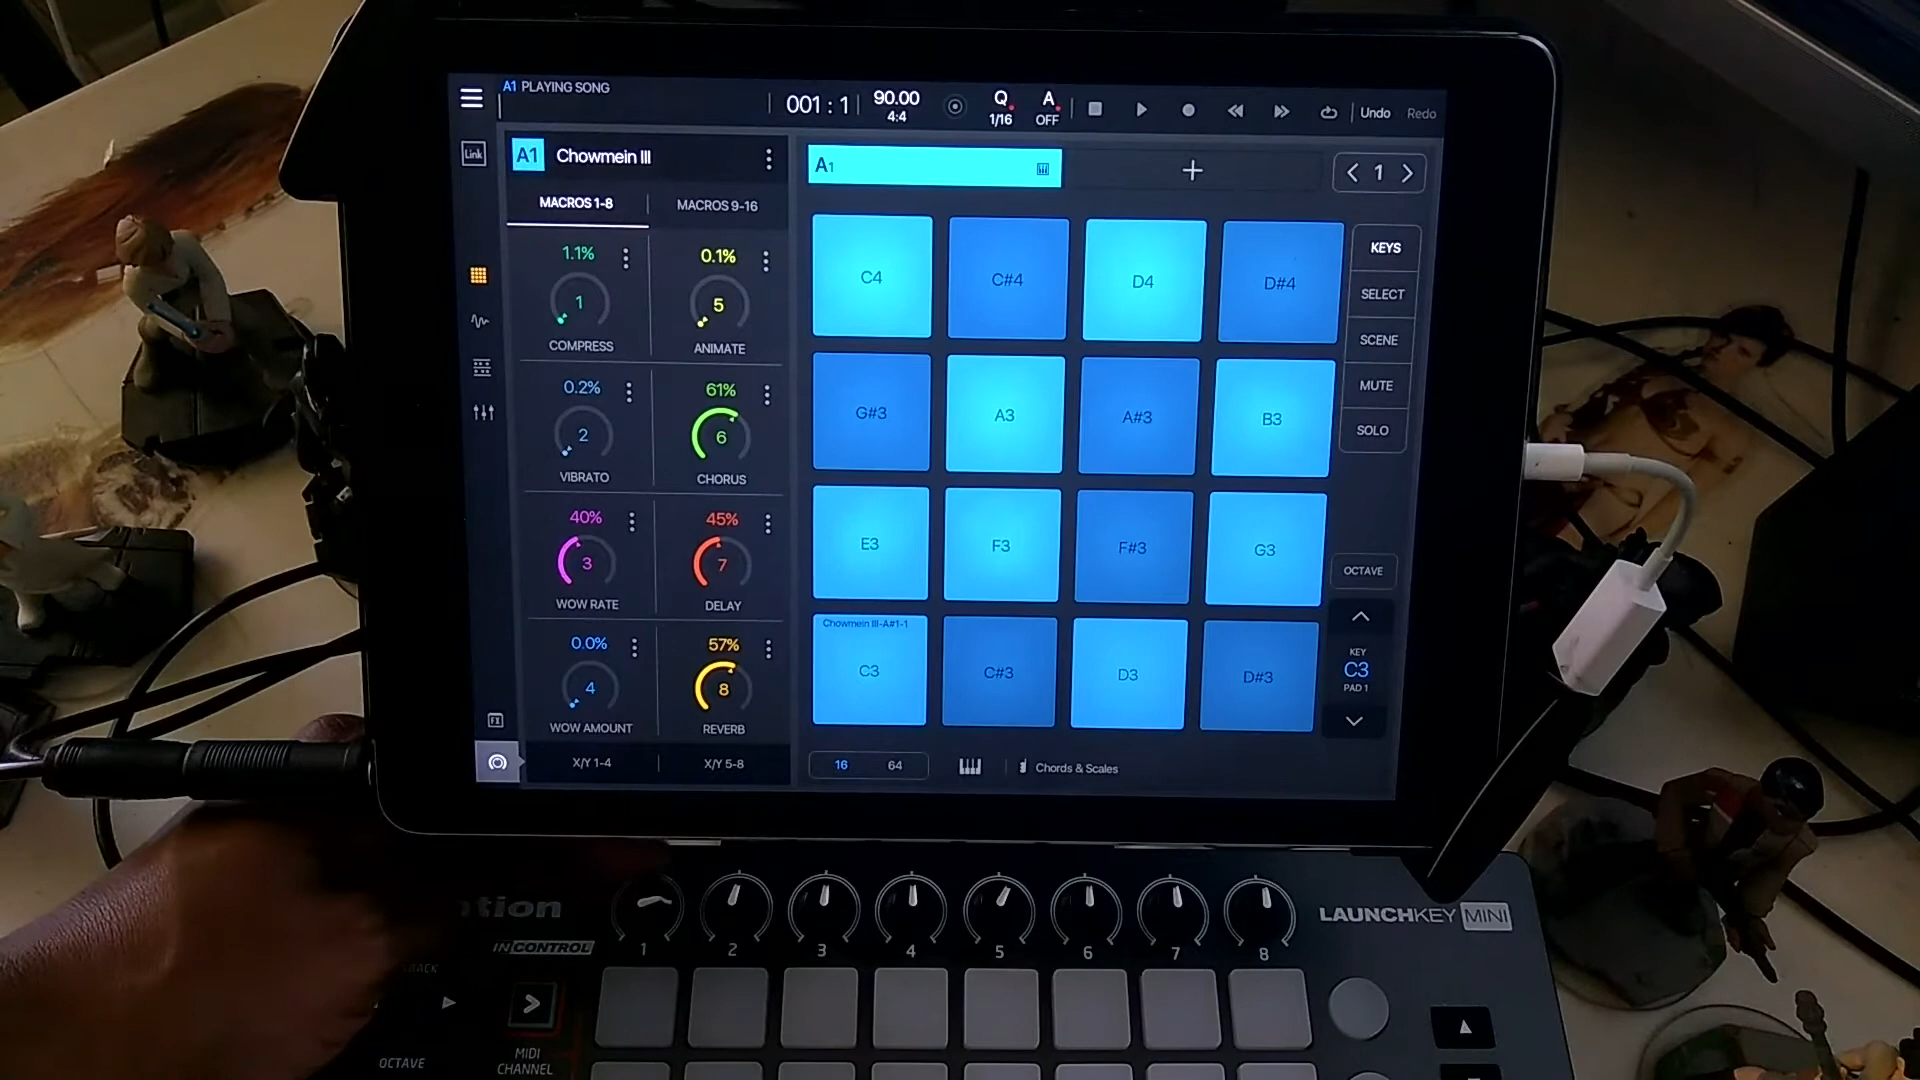 A1 PLAYING SONG
001 : 1
90.00
4:4
Q
1/16
A
OFF
Undo
Redo
Link
A1 Chowmein III
MACROS 1-8
MACROS 9-16
1.1%
1
COMPRESS
0.1%
5
ANIMATE
0.2%
2
VIBRATO
61%
6
CHORUS
40%
3
WOW RATE
45%
7
DELAY
0.0%
4
WOW AMOUNT
57%
8
REVERB
FX
X/Y 1-4
X/Y 5-8
A1
1
C4
C#4
D4
D#4
G#3
A3
A#3
B3
E3
F3
F#3
G3
Chowmein III-A#1-1
C3
C#3
D3
D#3
KEYS
SELECT
SCENE
MUTE
SOLO
OCTAVE
KEY
C3
PAD 1
16
64
Chords & Scales
INCONTROL
1
2
3
4
5
6
7
8
LAUNCHKEY MINI
OCTAVE
MIDI
CHANNEL